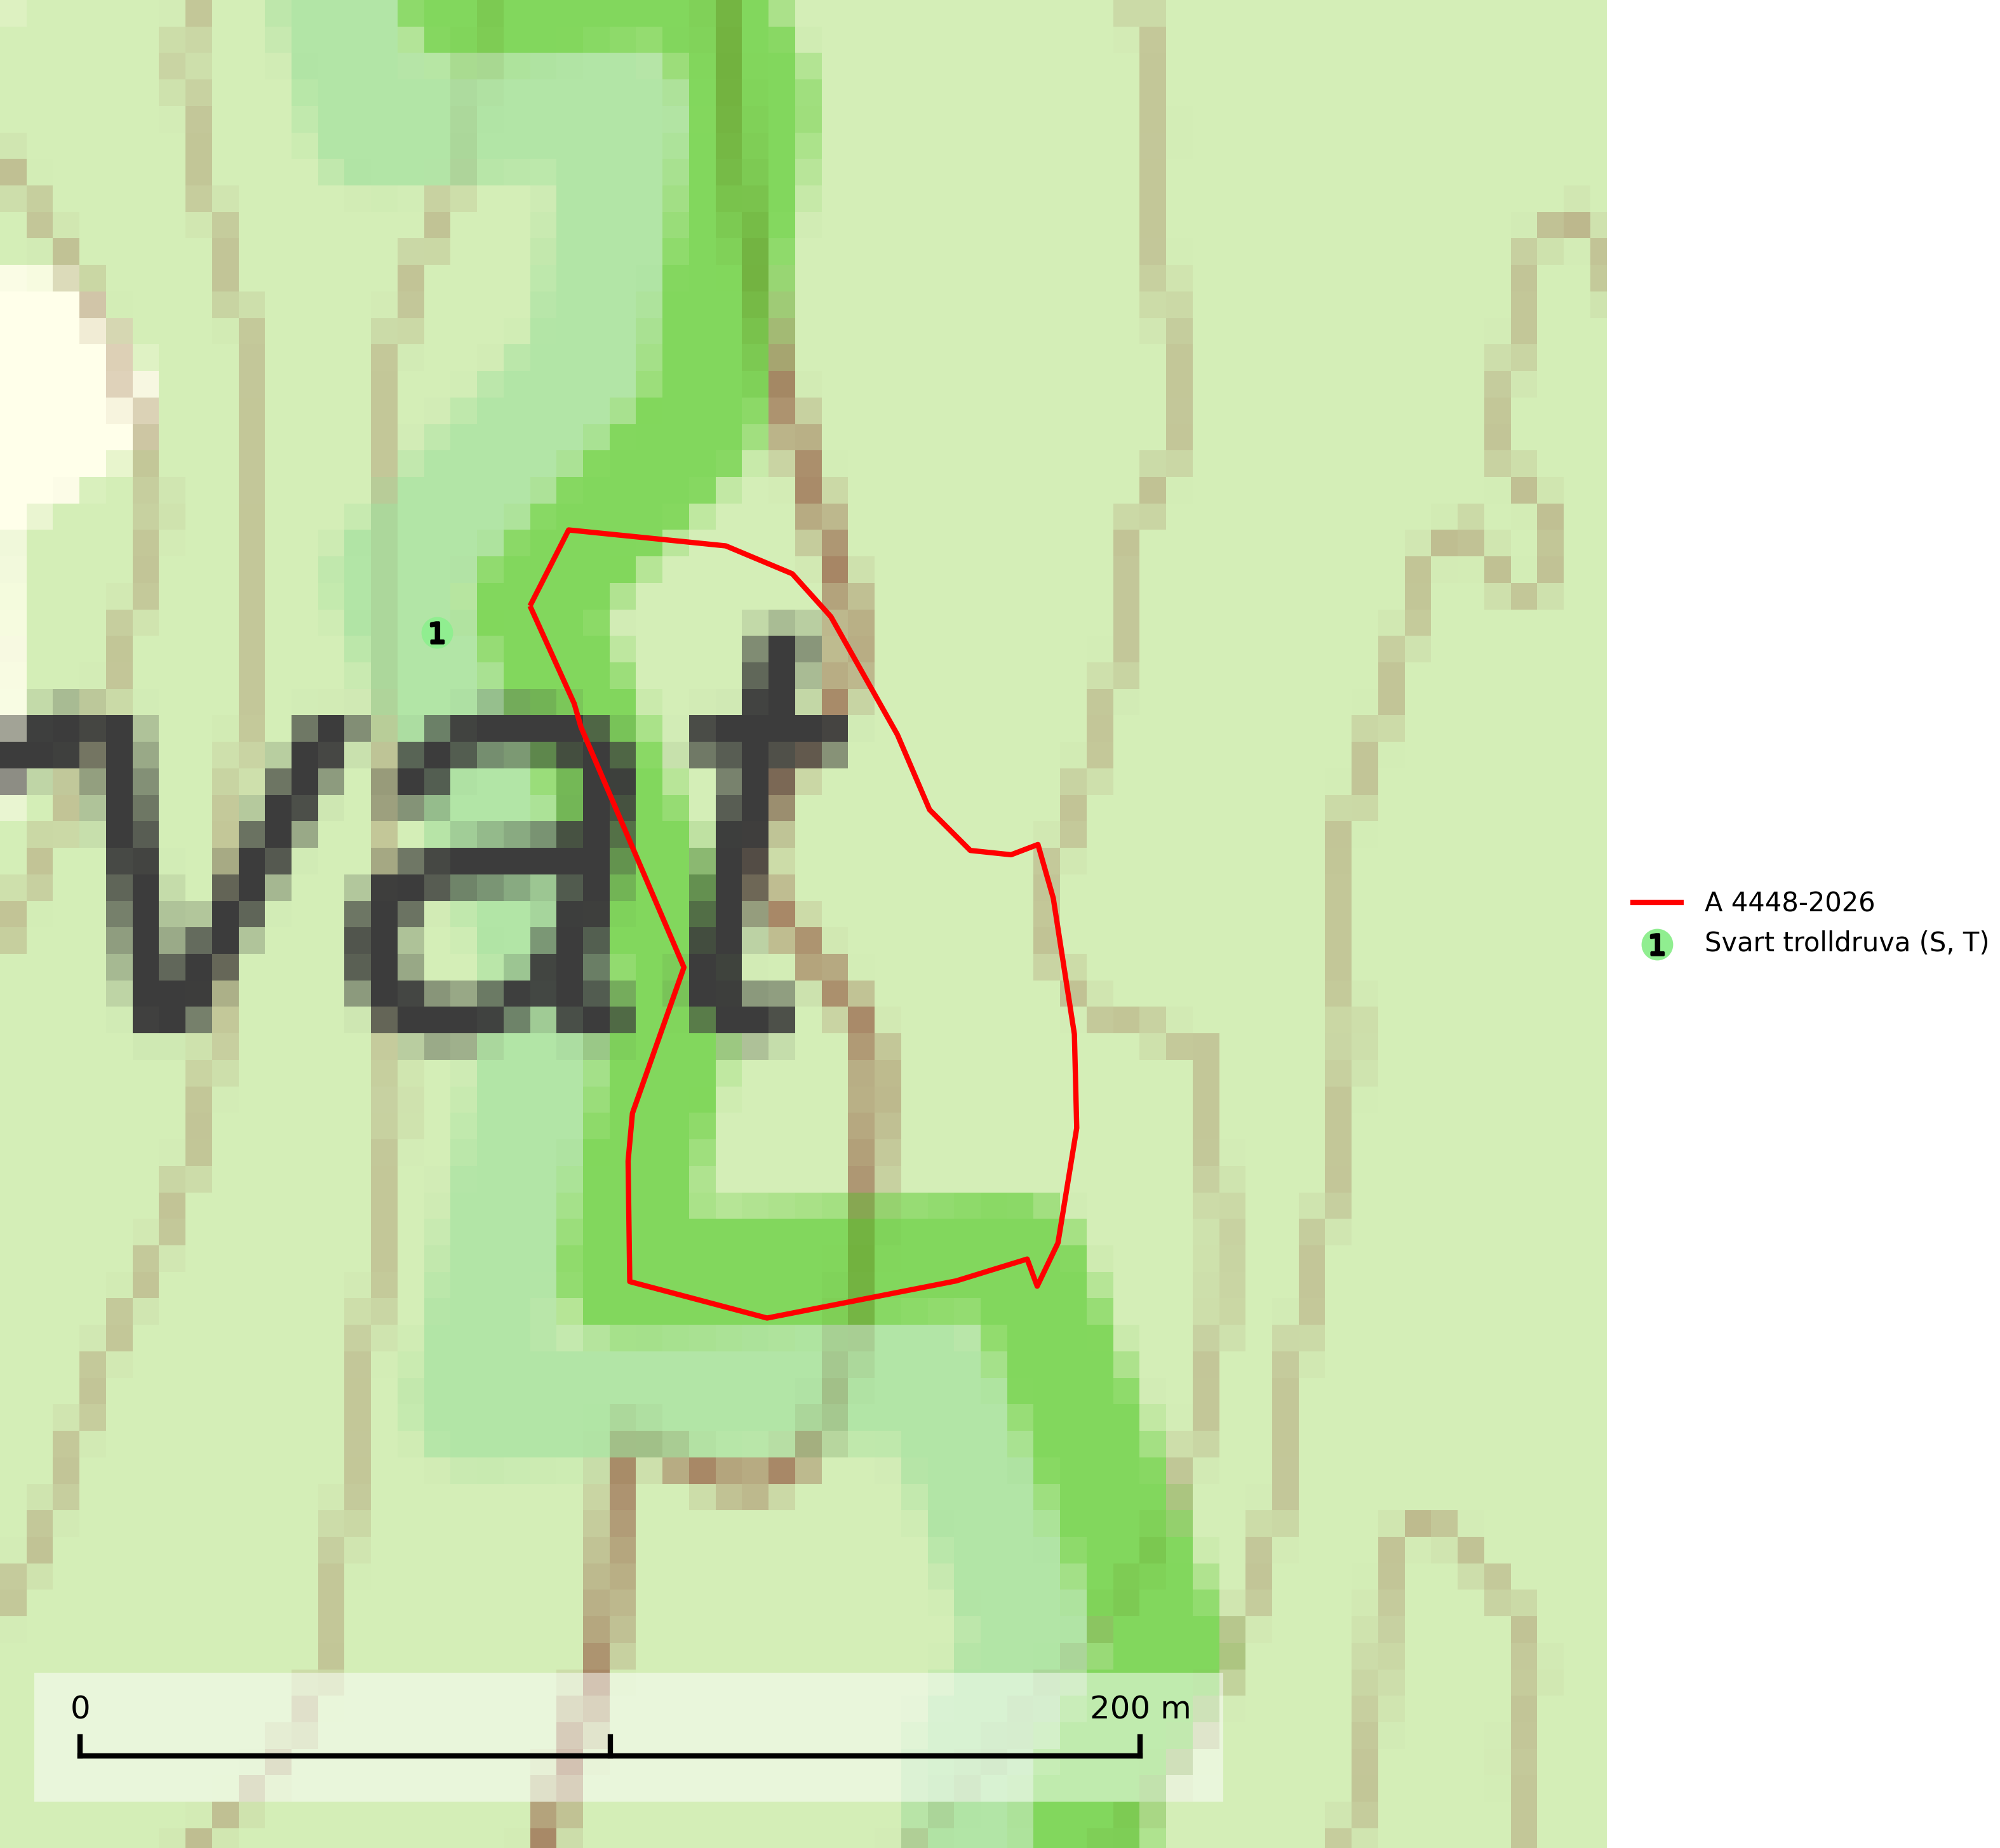 1
vat
0 200 m
A 4448-2026
1 Svart trolldruva (S, T)